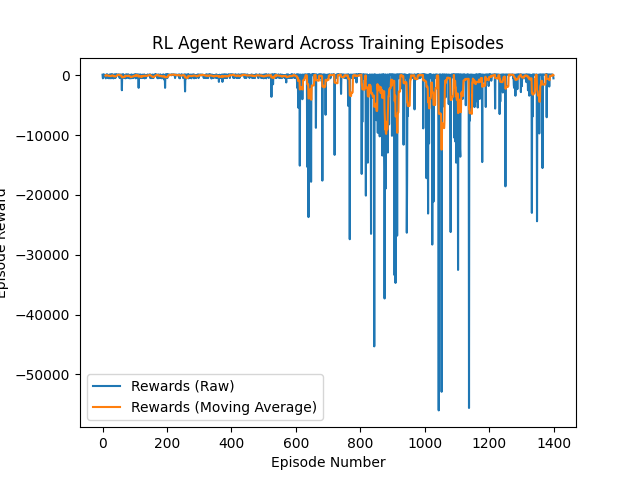 RL Agent Reward Across Training Episodes
0
−10000
−20000
−30000
−40000
−50000
Episode Reward
Rewards (Raw)
Rewards (Moving Average)
0 200 400 600 800 1000 1200 1400
Episode Number